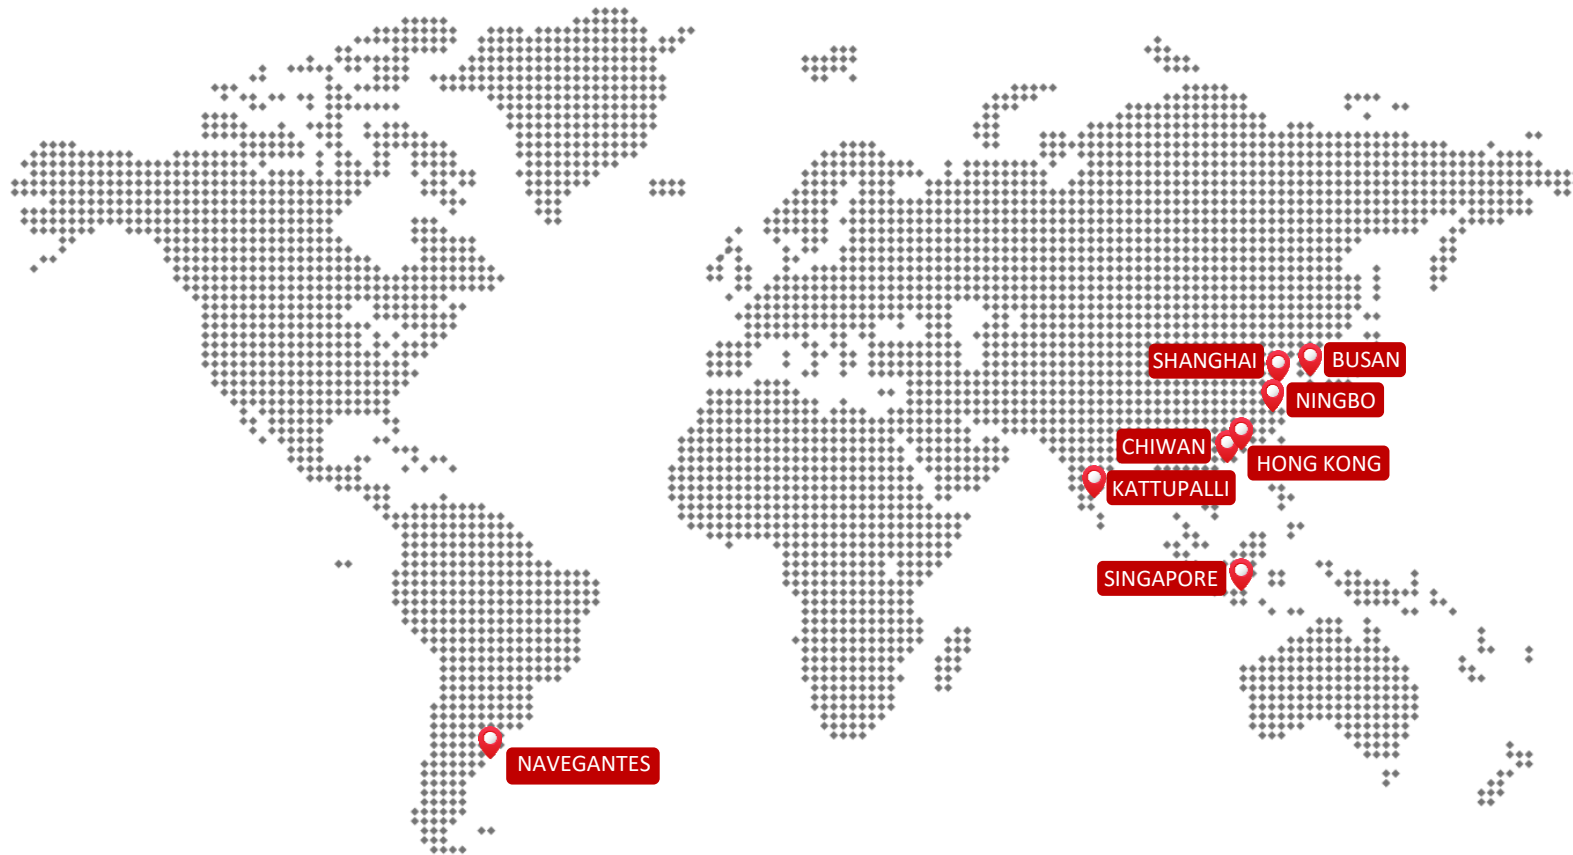 SHANGHAI
BUSAN
NINGBO
CHIWAN
HONG KONG
KATTUPALLI
SINGAPORE
NAVEGANTES